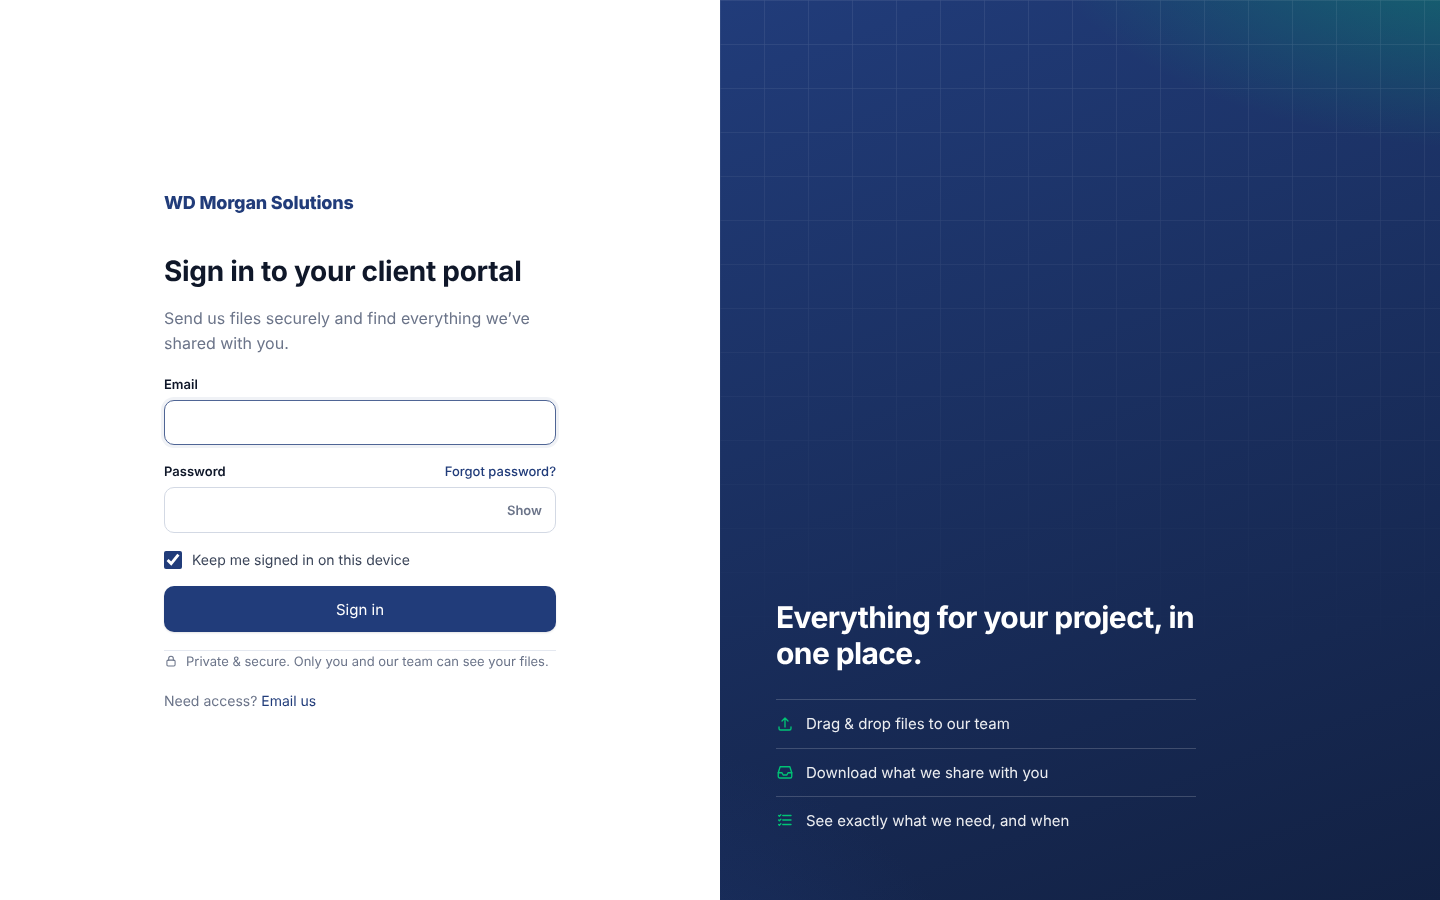 WD Morgan Solutions
Sign in to your client portal
Send us files securely and find everything we’ve
shared with you.
Email
Password
Forgot password?
Show
Keep me signed in on this device
Sign in
Private & secure. Only you and our team can see your files.
Need access? Email us
Everything for your project, in
one place.
Drag & drop files to our team
Download what we share with you
See exactly what we need, and when